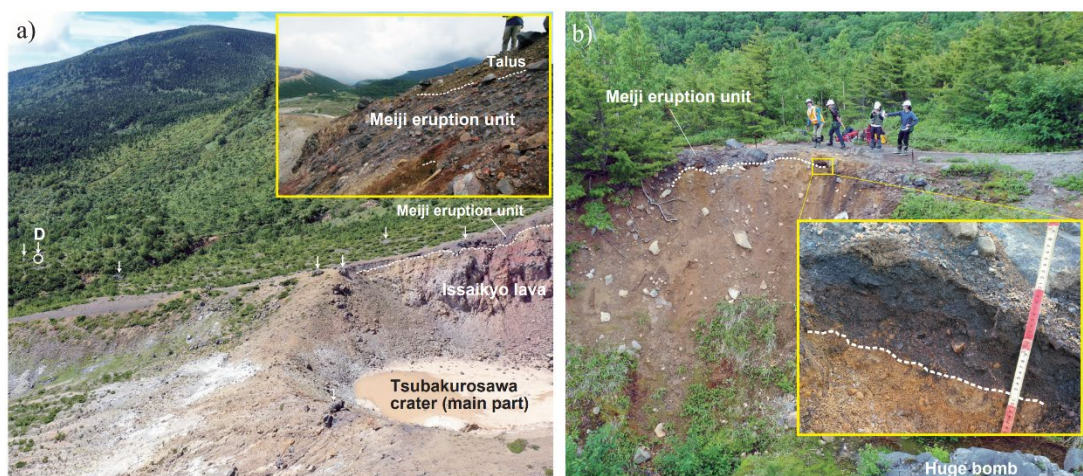 a)
Talus
Meiji eruption unit
Meiji eruption unit
D
Issaikyo lava
Tsubakurosawa
crater (main part)
b)
Meiji eruption unit
Huge bomb